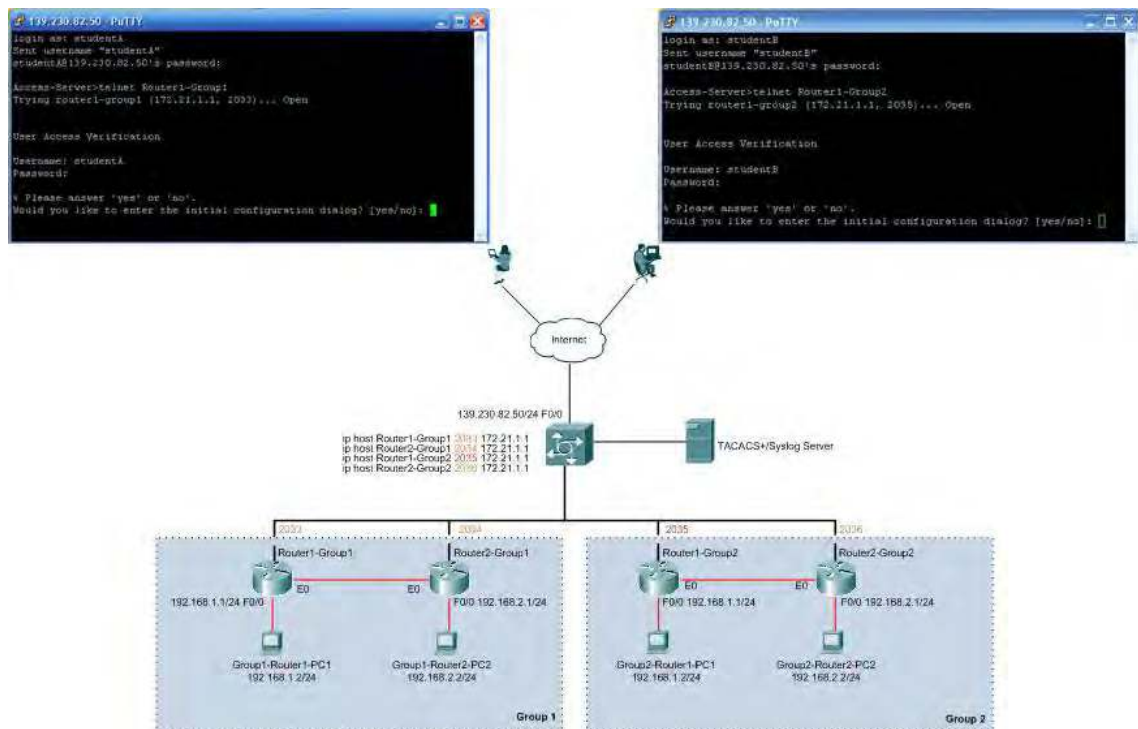 139.230.82.50 - PuTTY
login as: studentA
Sent username "studentA"
studentA@139.230.82.50's password:
Access-Server>telnet Router1-Group1
Trying router1-group1 (172.21.1.1, 2033)... Open
User Access Verification
Username: studentA
Password:
% Please answer 'yes' or 'no'.
Would you like to enter the initial configuration dialog? [yes/no]:
139.230.82.50 - PuTTY
login as: studentB
Sent username "studentB"
studentB@139.230.82.50's password:
Access-Server>telnet Router1-Group2
Trying router1-group2 (172.21.1.1, 2035)... Open
User Access Verification
Username: studentB
Password:
% Please answer 'yes' or 'no'.
Would you like to enter the initial configuration dialog? [yes/no]:
Internet
139.230.82.50/24 F0/0
ip host Router1-Group1 2033 172.21.1.1
ip host Router2-Group1 2034 172.21.1.1
ip host Router1-Group2 2035 172.21.1.1
ip host Router2-Group2 2036 172.21.1.1
TACACS+/Syslog Server
2033
2034
2035
2036
Router1-Group1
Router2-Group1
Router1-Group2
Router2-Group2
E0
E0
E0
E0
192.168.1.1/24 F0/0
F0/0 192.168.2.1/24
F0/0 192.168.1.1/24
F0/0 192.168.2.1/24
Group1-Router1-PC1
192.168.1.2/24
Group1-Router2-PC2
192.168.2.2/24
Group2-Router1-PC1
192.168.1.2/24
Group2-Router2-PC2
192.168.2.2/24
Group 1
Group 2